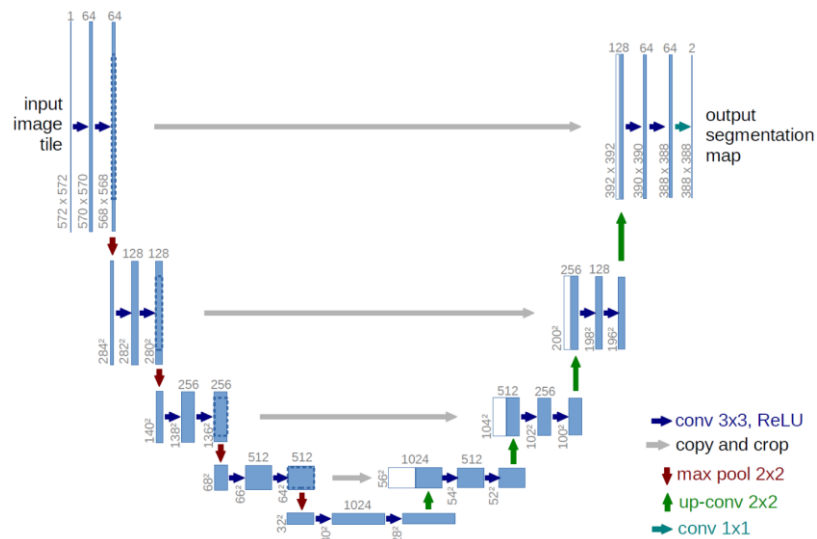 1 64 64
128 64 64 2
input
image
tile
output
segmentation
map
572 x 572
570 x 570
568 x 568
392 x 392
390 x 390
388 x 388
388 x 388
128 128
256 128
284²
282²
280²
200²
198²
196²
256 256
512 256
140²
138²
136²
104²
102²
100²
512 512
1024 512
68²
66²
64²
56²
54²
52²
1024
32²
28²
conv 3x3, ReLU
copy and crop
max pool 2x2
up-conv 2x2
conv 1x1